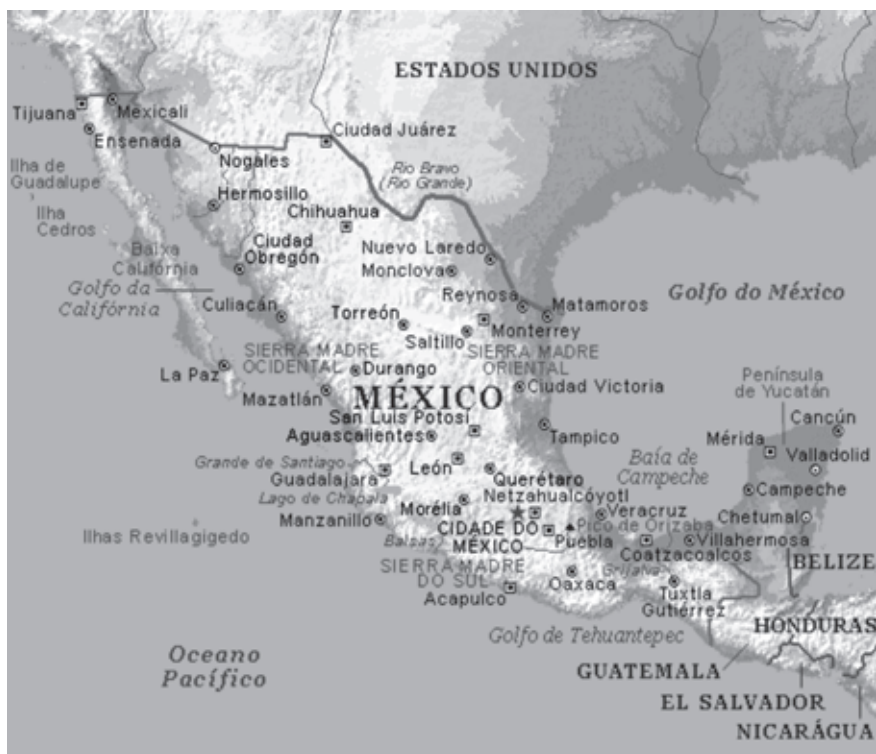 ESTADOS UNIDOS
Tijuana
Mexicali
Ensenada
Nogales
Ciudad Juárez
Ilha de
Guadalupe
Rio Bravo
(Rio Grande)
Hermosillo
Chihuahua
Ilha
Cedros
Baixa
Califórnia
Ciudad
Obregón
Nuevo Laredo
Monclova
Golfo da
Califórnia
Culiacán
Reynosa
Matamoros
Golfo do México
Torreón
Saltillo
Monterrey
SIERRA MADRE
OCIDENTAL
SIERRA MADRE
ORIENTAL
La Paz
Durango
Mazatlán
MÉXICO
Ciudad Victoria
Península
de Yucatán
San Luis Potosí
Aguascalientes
Tampico
Cancún
Mérida
Valladolid
Grande de Santiago
Guadalajara
León
Querétaro
Baía de
Campeche
Campeche
Lago de Chapala
Morélia
Netzahualcóyotl
Veracruz
Chetumal
Ilhas Revillagigedo
Manzanillo
Balsas
CIDADE DO
MÉXICO
Puebla
Pico de Orizaba
Coatzacoalcos
Villahermosa
BELIZE
SIERRA MADRE
DO SUL
Acapulco
Oaxaca
Grijalva
Tuxtla
Gutiérrez
Golfo de Tehuantepec
HONDURAS
GUATEMALA
Oceano
Pacífico
EL SALVADOR
NICARÁGUA